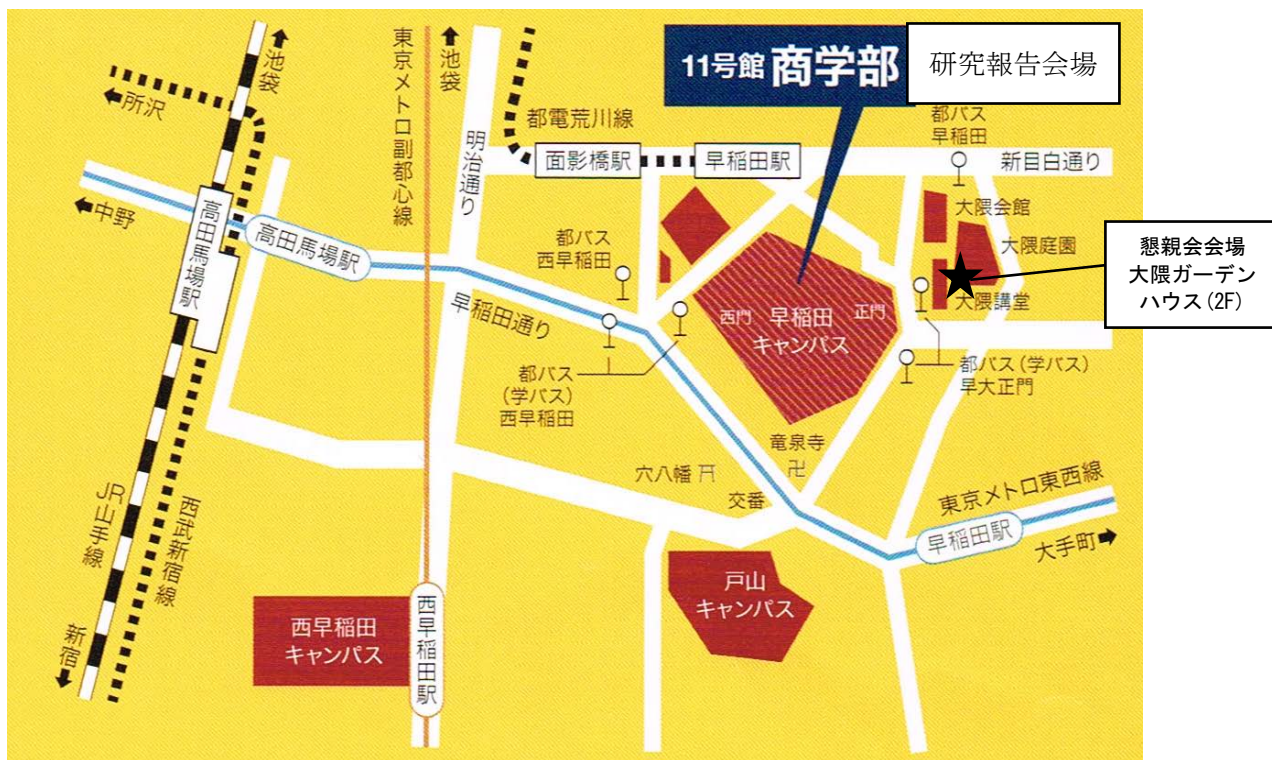 池袋
所沢
東京メトロ副都心線
池袋
明治通り
都電荒川線
面影橋駅
早稲田駅
11号館 商学部
研究報告会場
都バス
早稲田
新目白通り
大隈会館
大隈庭園
大隈講堂
懇親会会場
大隈ガーデン
ハウス(2F)
中野
高田馬場駅
高田馬場駅
早稲田通り
都バス
西早稲田
西門
早稲田
キャンパス
正門
都バス
(学バス)
西早稲田
都バス(学バス)
早大正門
竜泉寺
卍
穴八幡
交番
東京メトロ東西線
早稲田駅
大手町
JR山手線
西武新宿線
新宿
西早稲田
キャンパス
西早稲田駅
戸山
キャンパス